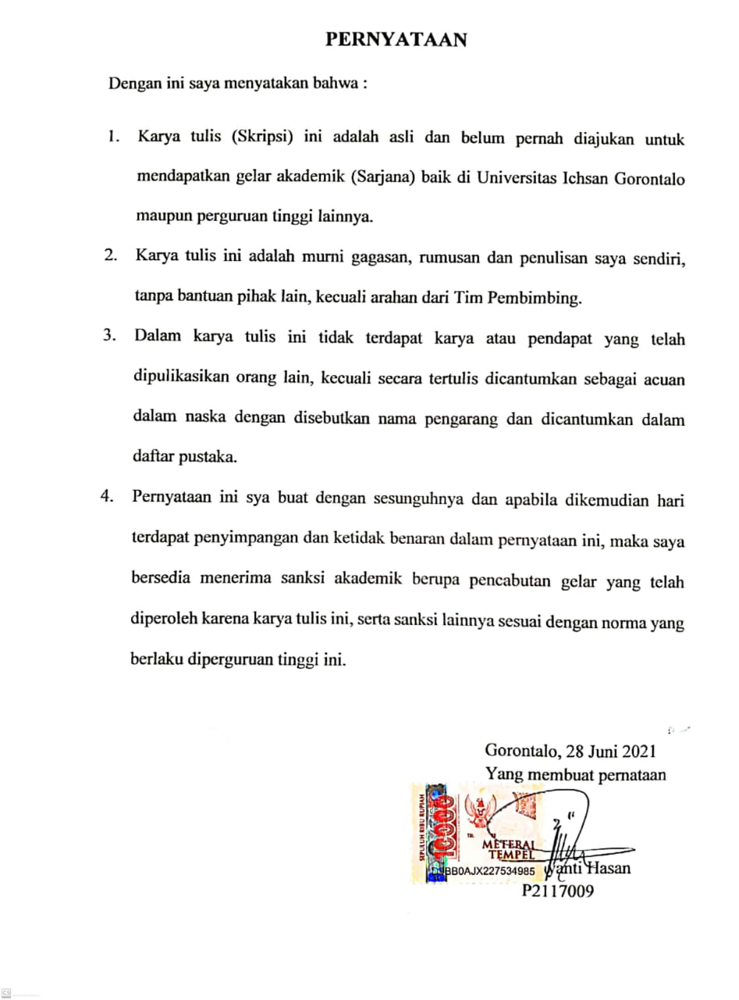 PERNYATAAN
Dengan ini saya menyatakan bahwa :
1. Karya tulis (Skripsi) ini adalah asli dan belum pernah diajukan untuk
mendapatkan gelar akademik (Sarjana) baik di Universitas Ichsan Gorontalo
maupun perguruan tinggi lainnya.
2. Karya tulis ini adalah murni gagasan, rumusan dan penulisan saya sendiri,
tanpa bantuan pihak lain, kecuali arahan dari Tim Pembimbing.
3. Dalam karya tulis ini tidak terdapat karya atau pendapat yang telah
dipulikasikan orang lain, kecuali secara tertulis dicantumkan sebagai acuan
dalam naska dengan disebutkan nama pengarang dan dicantumkan dalam
daftar pustaka.
4. Pernyataan ini sya buat dengan sesunguhnya dan apabila dikemudian hari
terdapat penyimpangan dan ketidak benaran dalam pernyataan ini, maka saya
bersedia menerima sanksi akademik berupa pencabutan gelar yang telah
diperoleh karena karya tulis ini, serta sanksi lainnya sesuai dengan norma yang
berlaku diperguruan tinggi ini.
Gorontalo, 28 Juni 2021
Yang membuat pernataan
SEPULUH RIBU RUPIAH
10000
TGL.
METERAI
TEMPEL
BB0AJX227534985
Wanti Hasan
P2117009
CS